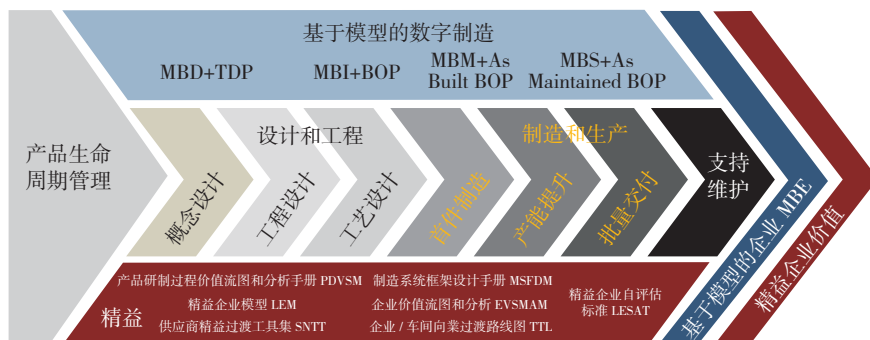 基于模型的数字制造
MBD+TDP
MBI+BOP
MBM+As
Built BOP
MBS+As
Maintained BOP
产品生命
周期管理
设计和工程
制造和生产
概念设计
工程设计
工艺设计
首件制造
产能提升
批量交付
支持
维护
精益
产品研制过程价值流图和分析手册 PDVSM
精益企业模型 LEM
供应商精益过渡工具集 SNTT
制造系统框架设计手册 MSFDM
企业价值流图和分析 EVSMAM
企业 / 车间向業过渡路线图 TTL
精益企业自评估
标准 LESAT
基于模型的企业 MBE
精益企业价值